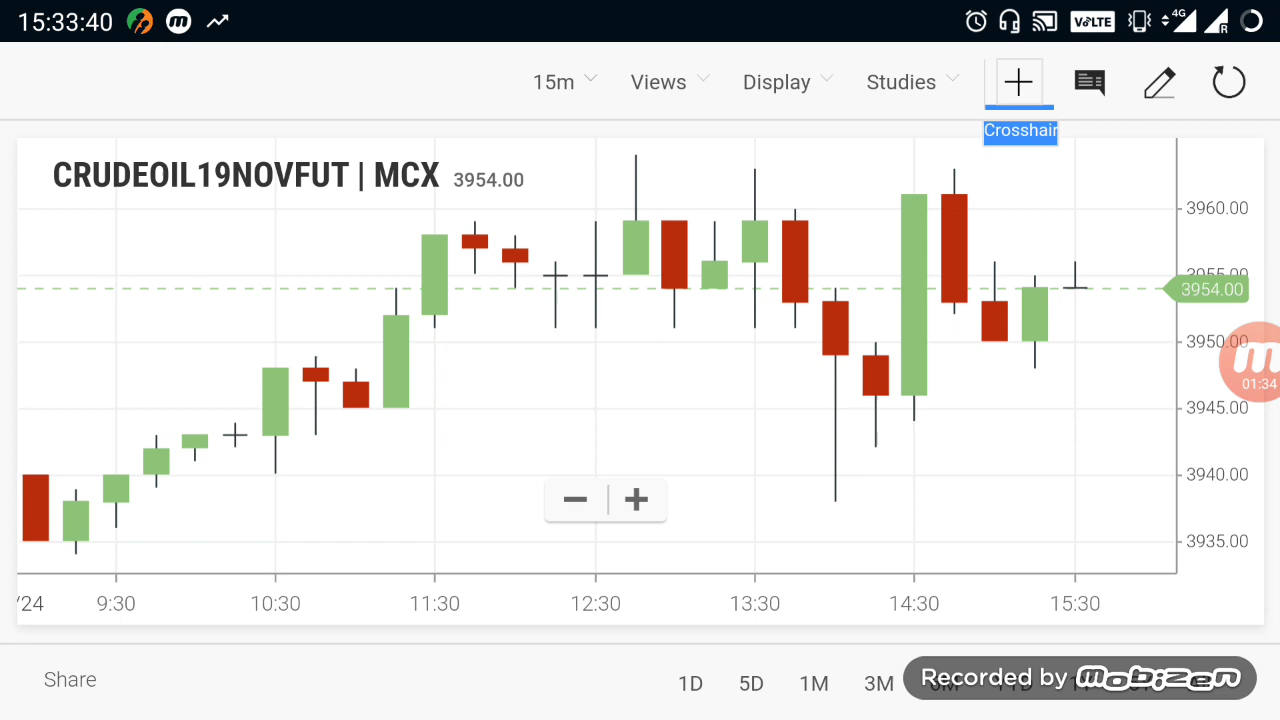 15:33:40 m VoLTE 4G R
15m Views Display Studies
Crosshair
CRUDEOIL19NOVFUT | MCX 3954.00
3960.00
3955.00
3954.00
3950.00
m
01:34
3945.00
3940.00
3935.00
/24 9:30 10:30 11:30 12:30 13:30 14:30 15:30
Share 1D 5D 1M 3M
Recorded by mobizen